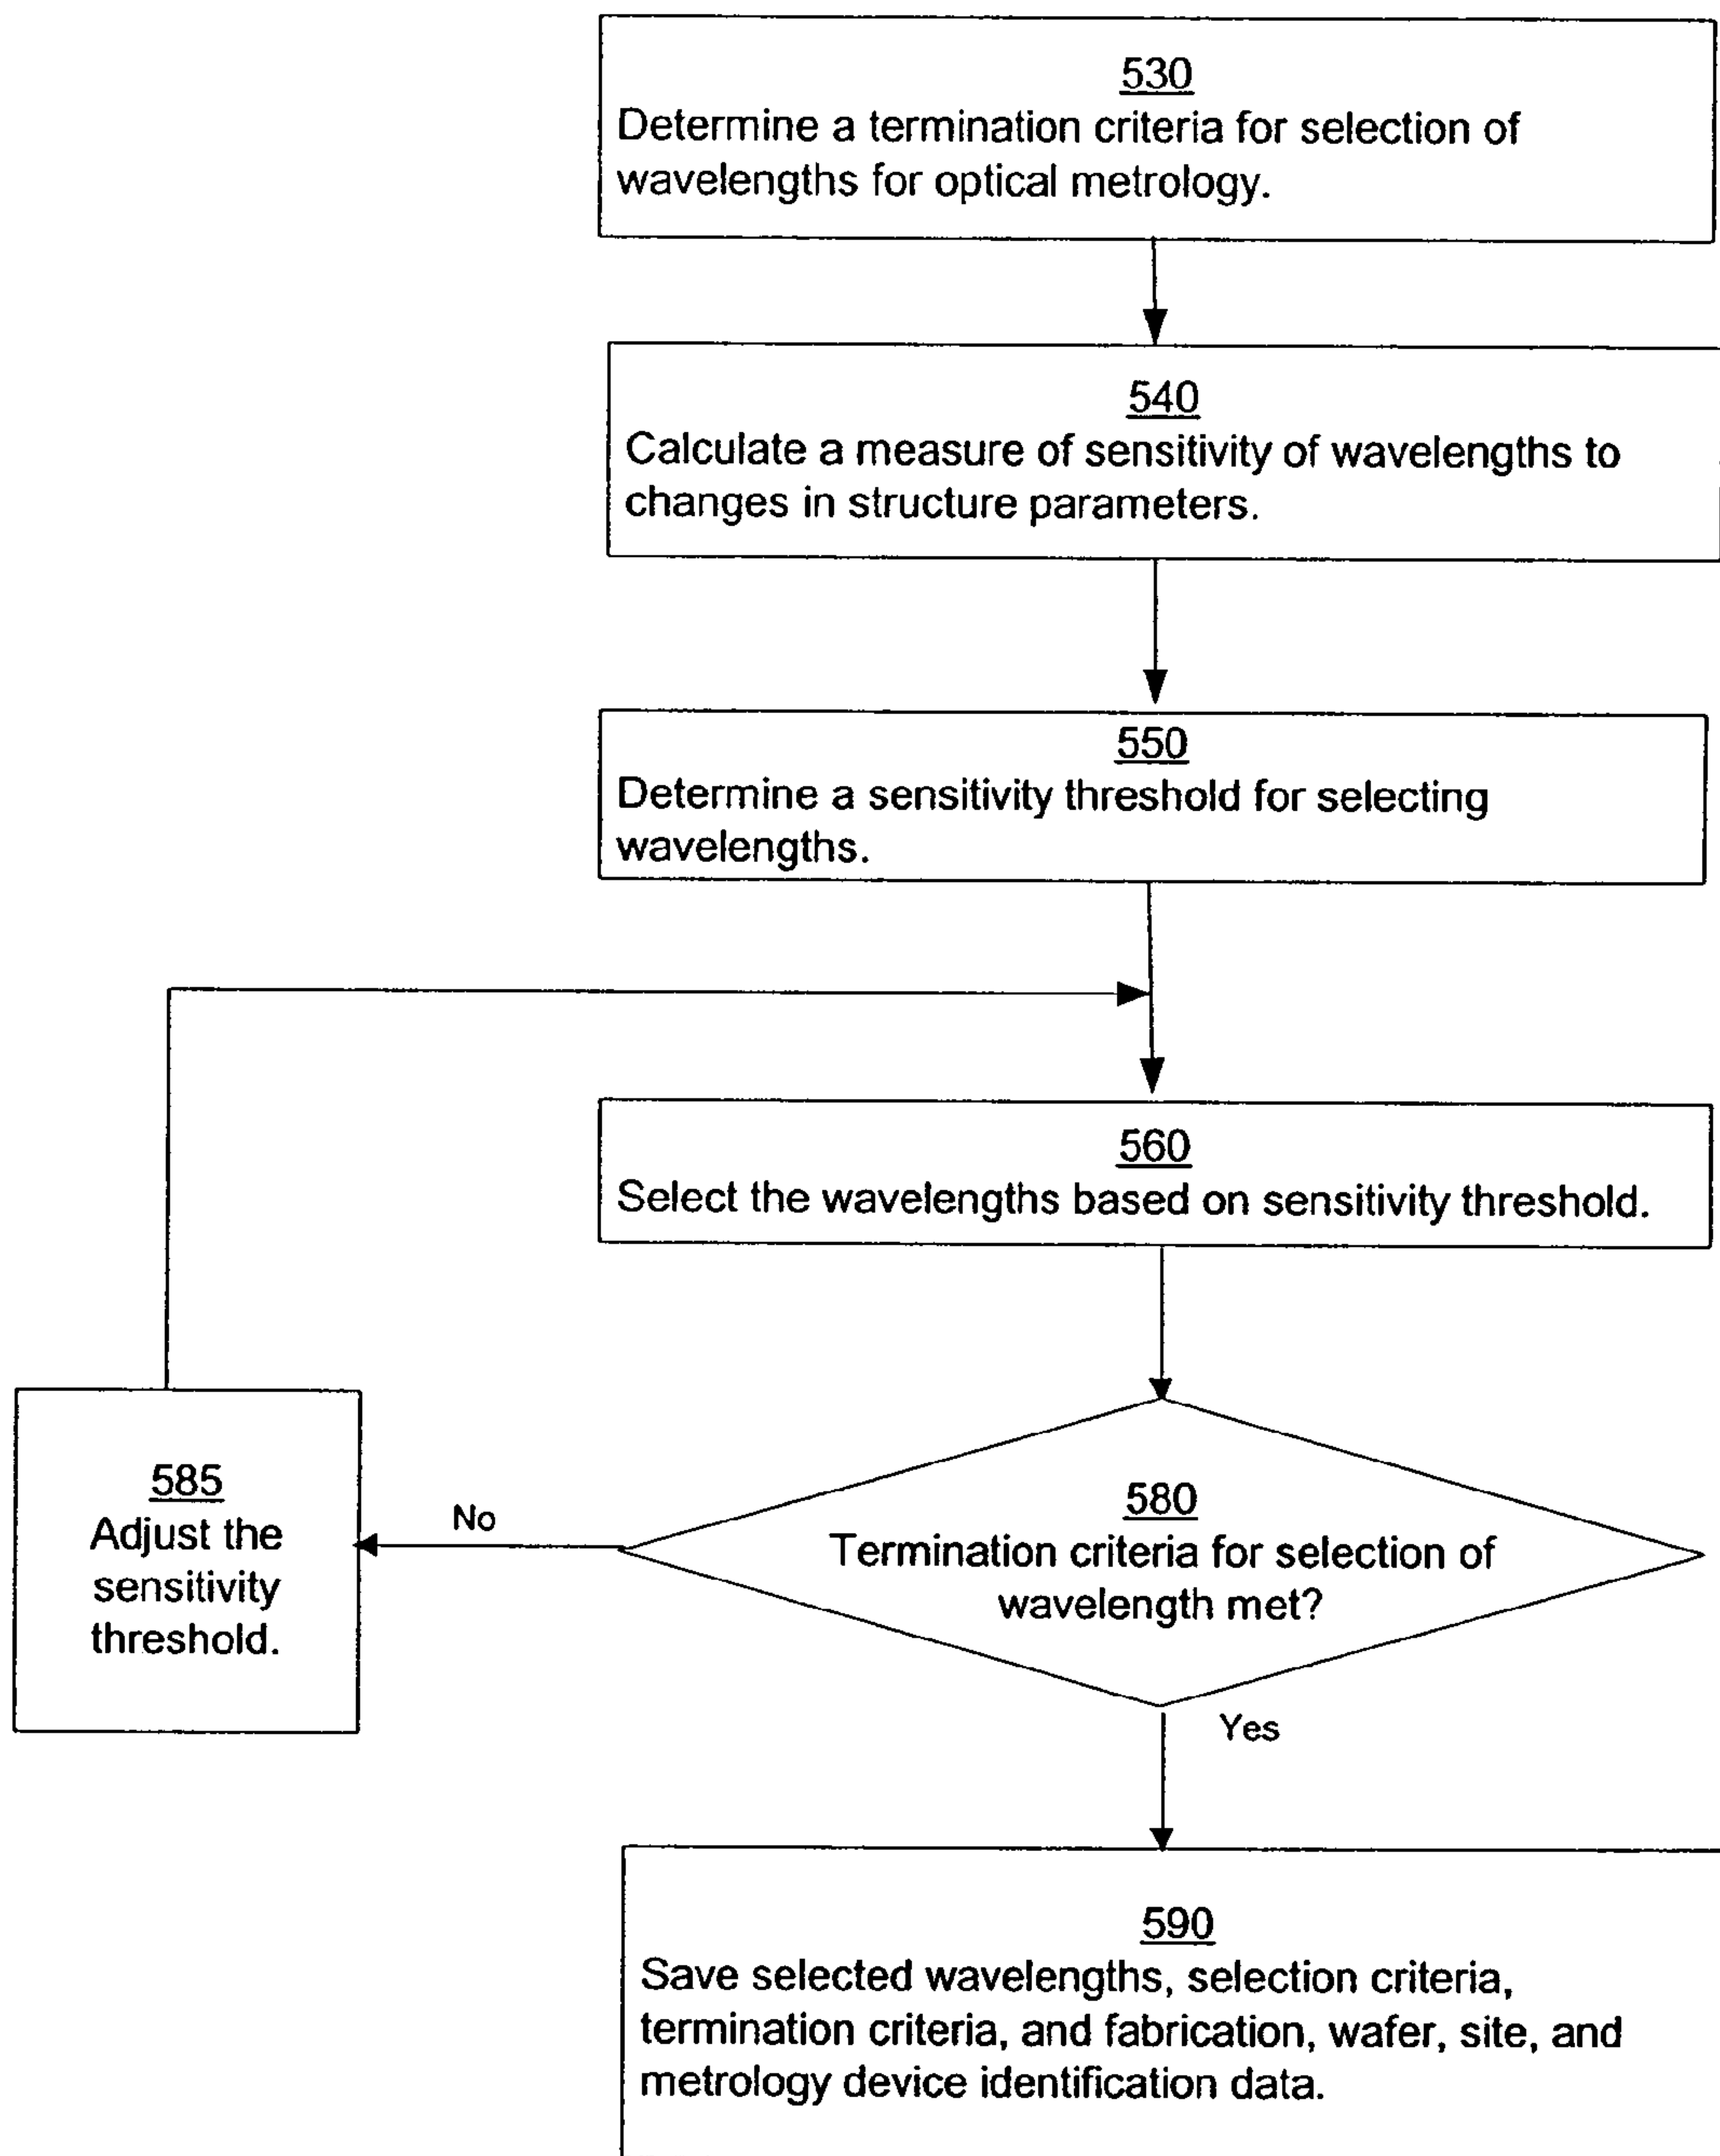 530
Determine a termination criteria for selection of
wavelengths for optical metrology.
540
Calculate a measure of sensitivity of wavelengths to
changes in structure parameters.
550
Determine a sensitivity threshold for selecting
wavelengths.
560
Select the wavelengths based on sensitivity threshold.
580
Termination criteria for selection of
wavelength met?
No
585
Adjust the
sensitivity
threshold.
Yes
590
Save selected wavelengths, selection criteria,
termination criteria, and fabrication, wafer, site, and
metrology device identification data.